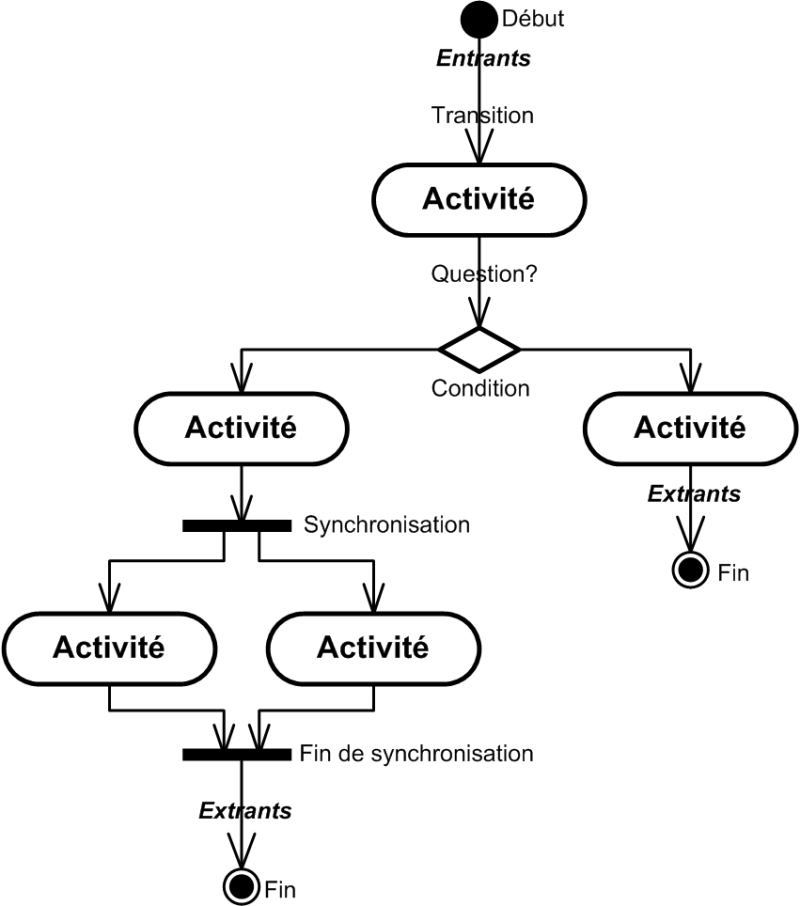 Début
Entrants
Transition
Activité
Question?
Condition
Activité
Activité
Extrants
Synchronisation
Fin
Activité
Activité
Fin de synchronisation
Extrants
Fin